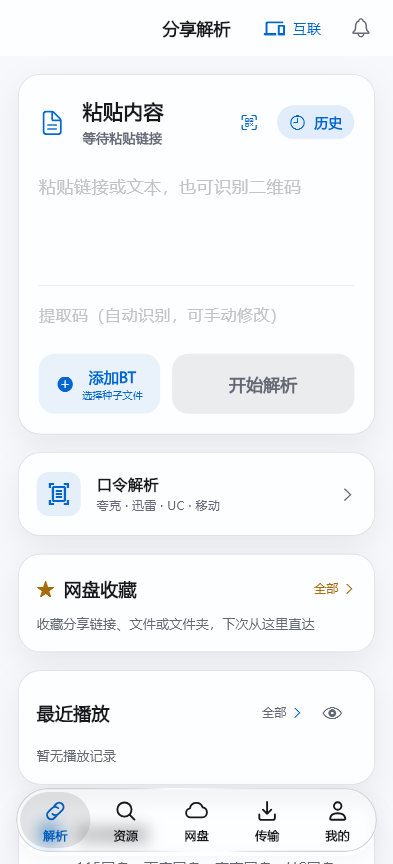 分享解析
互联
粘贴内容
等待粘贴链接
历史
粘贴链接或文本，也可识别二维码
提取码（自动识别，可手动修改）
添加BT
选择种子文件
开始解析
口令解析
夸克 · 迅雷 · UC · 移动
网盘收藏
全部
收藏分享链接、文件或文件夹，下次从这里直达
最近播放
全部
暂无播放记录
解析
资源
网盘
传输
我的